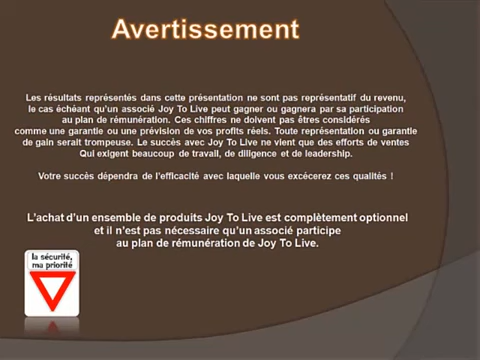 Avertissement
Les résultats représentés dans cette présentation ne sont pas représentatif du revenu,
le cas échéant qu'un associé Joy To Live peut gagner ou gagnera par sa participation
au plan de rémunération. Ces chiffres ne doivent pas êtres considérés
comme une garantie ou une prévision de vos profits réels. Toute représentation ou garantie
de gain serait trompeuse. Le succès avec Joy To Live ne vient que des efforts de ventes
Qui exigent beaucoup de travail, de diligence et de leadership.
Votre succès dépendra de l'efficacité avec laquelle vous excécerez ces qualités !
L'achat d'un ensemble de produits Joy To Live est complètement optionnel
et il n'est pas nécessaire qu'un associé participe
au plan de rémunération de Joy To Live.
la sécurité,
ma priorité